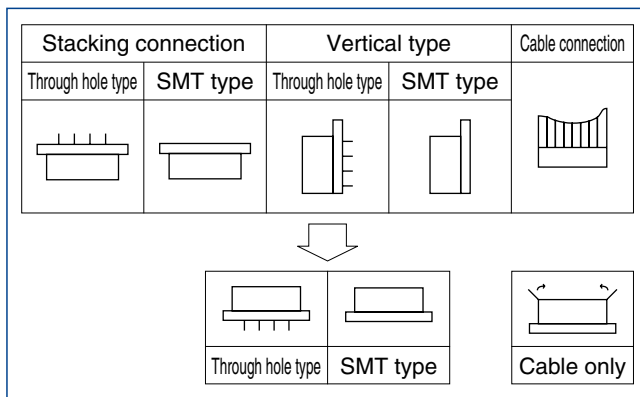 Stacking connection Vertical type Cable connection
Through hole type SMT type Through hole type SMT type
Through hole type SMT type Cable only